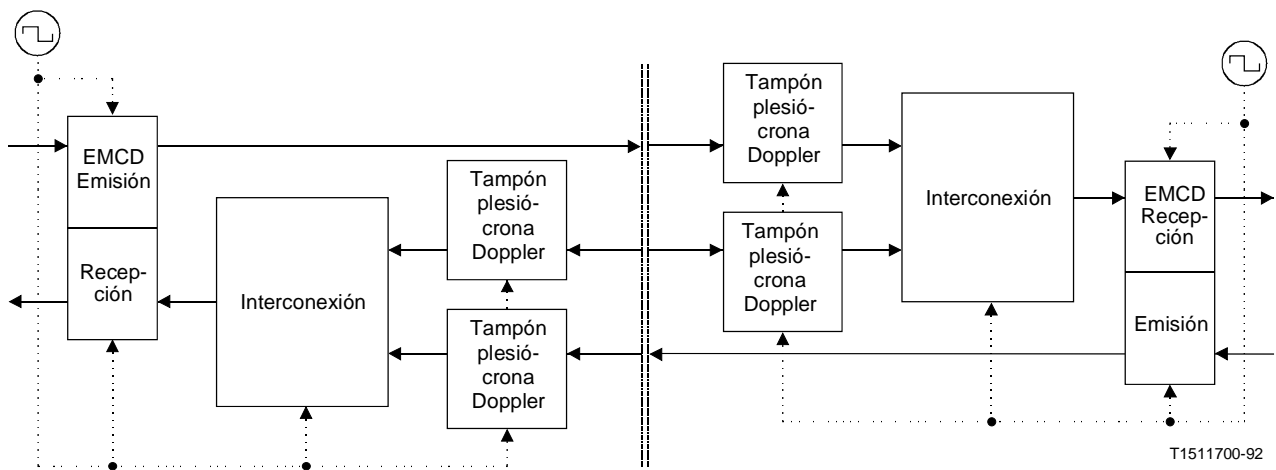 EMCD
Emisión
Recep-
ción
Interconexión
Tampón
plesió-
crona
Doppler
Tampón
plesió-
crona
Doppler
Tampón
plesió-
crona
Doppler
Tampón
plesió-
crona
Doppler
Interconexión
EMCD
Recep-
ción
Emisión
T1511700-92